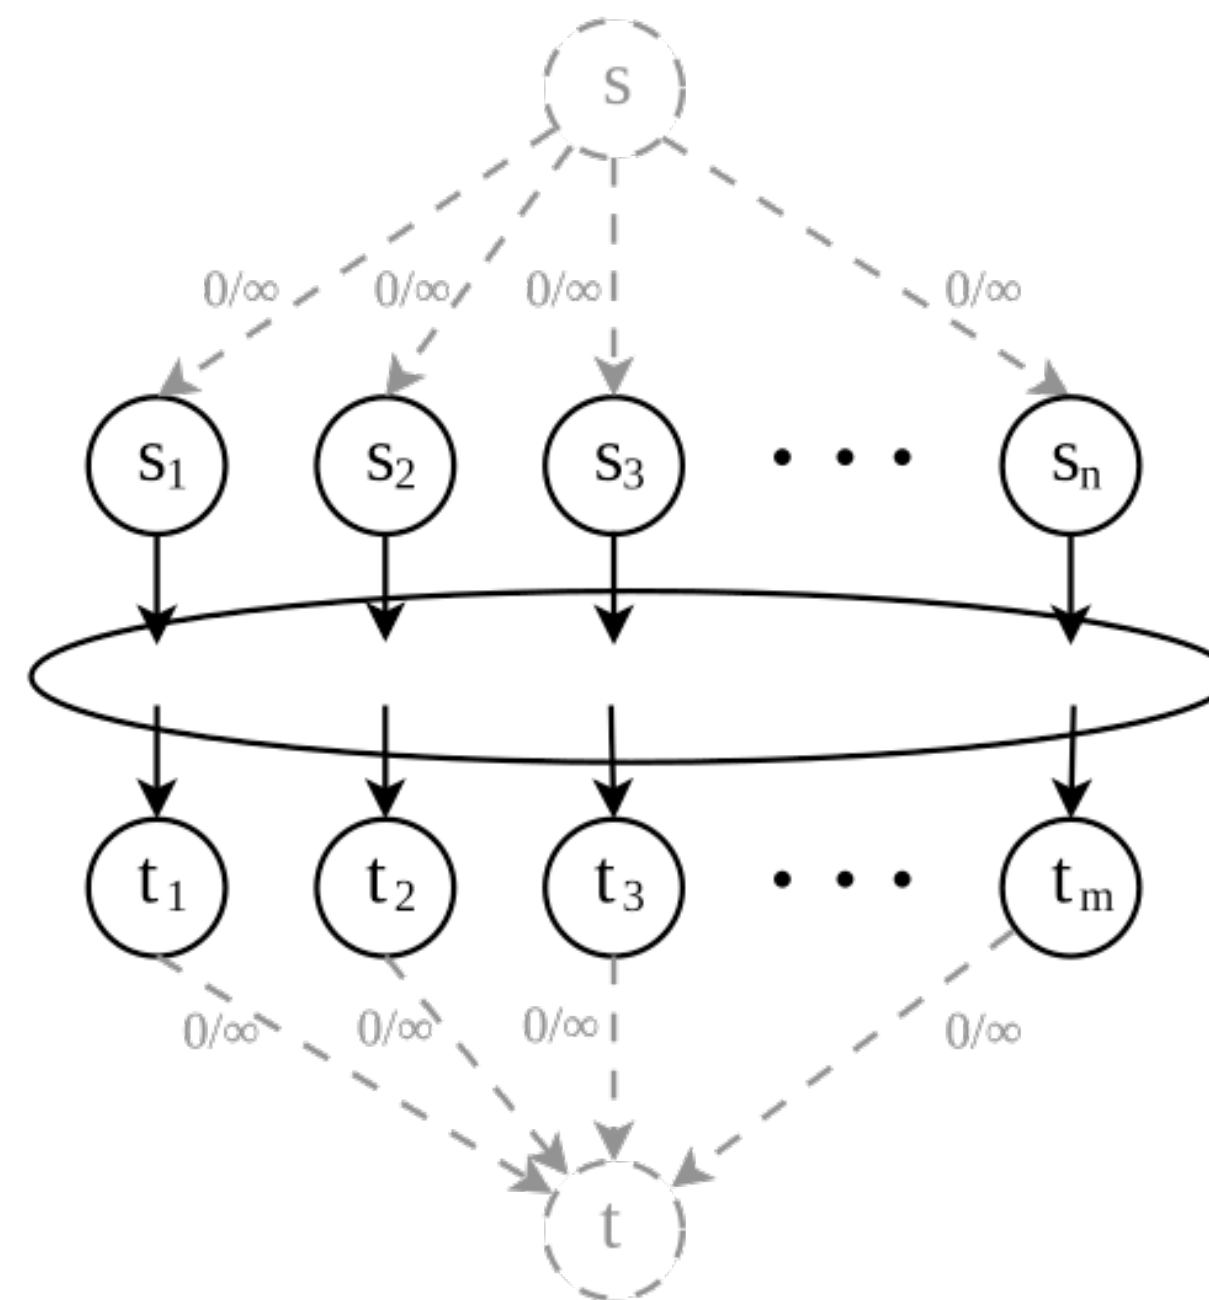 s
0/∞ 0/∞ 0/∞ 0/∞
s₁ s₂ s₃ • • • sₙ
t₁ t₂ t₃ • • • tₘ
0/∞ 0/∞ 0/∞ 0/∞
t